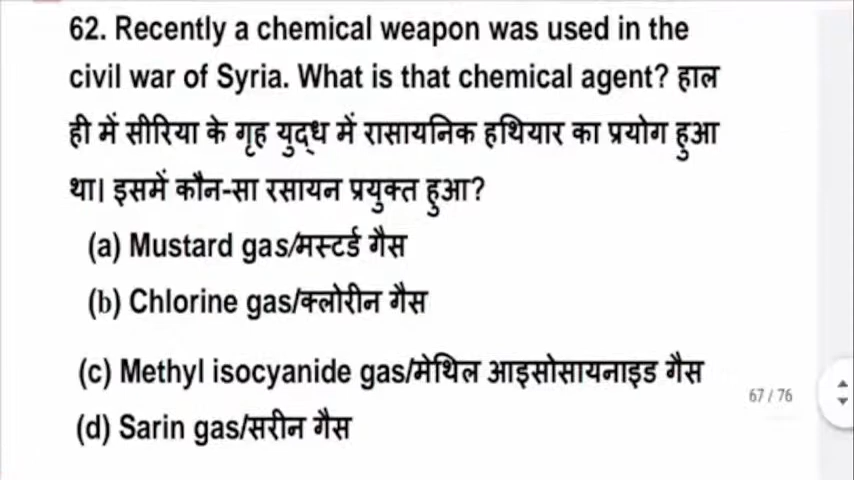 62. Recently a chemical weapon was used in the
civil war of Syria. What is that chemical agent? हाल
ही में सीरिया के गृह युद्ध में रासायनिक हथियार का प्रयोग हुआ
था। इसमें कौन-सा रसायन प्रयुक्त हुआ?
(a) Mustard gas/मस्टर्ड गैस
(b) Chlorine gas/क्लोरीन गैस
(c) Methyl isocyanide gas/मेथिल आइसोसायनाइड गैस
67 / 76
(d) Sarin gas/सरीन गैस